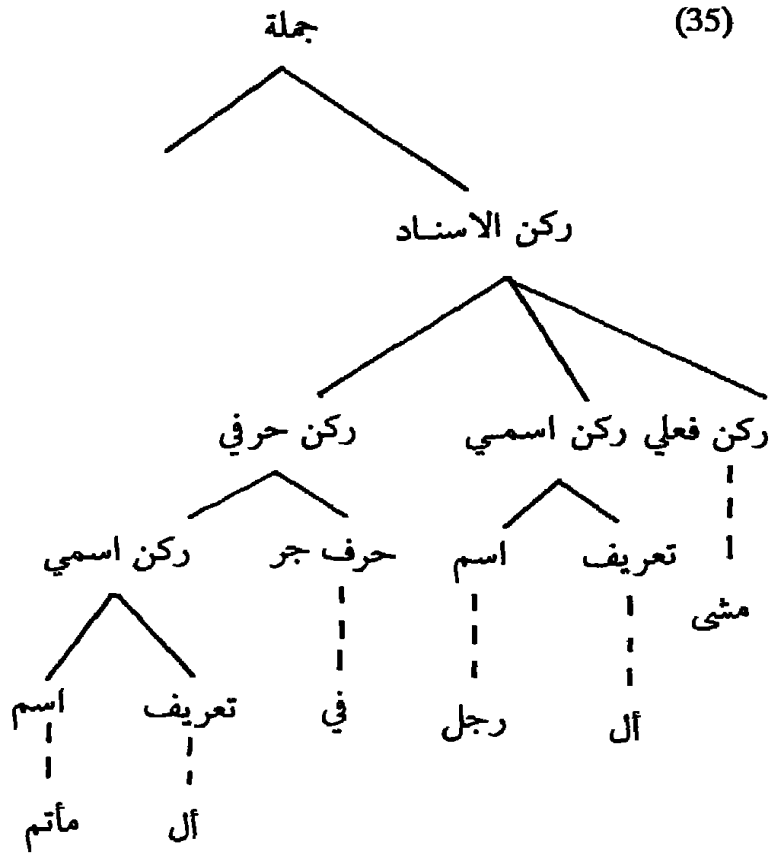 (35) جملة
ركن الاسناد
ركن فعلي ركن اسمي ركن حرفي
تعريف اسم حرف جر ركن اسمي
مشى
أل رجل في تعريف اسم
أل مأتم